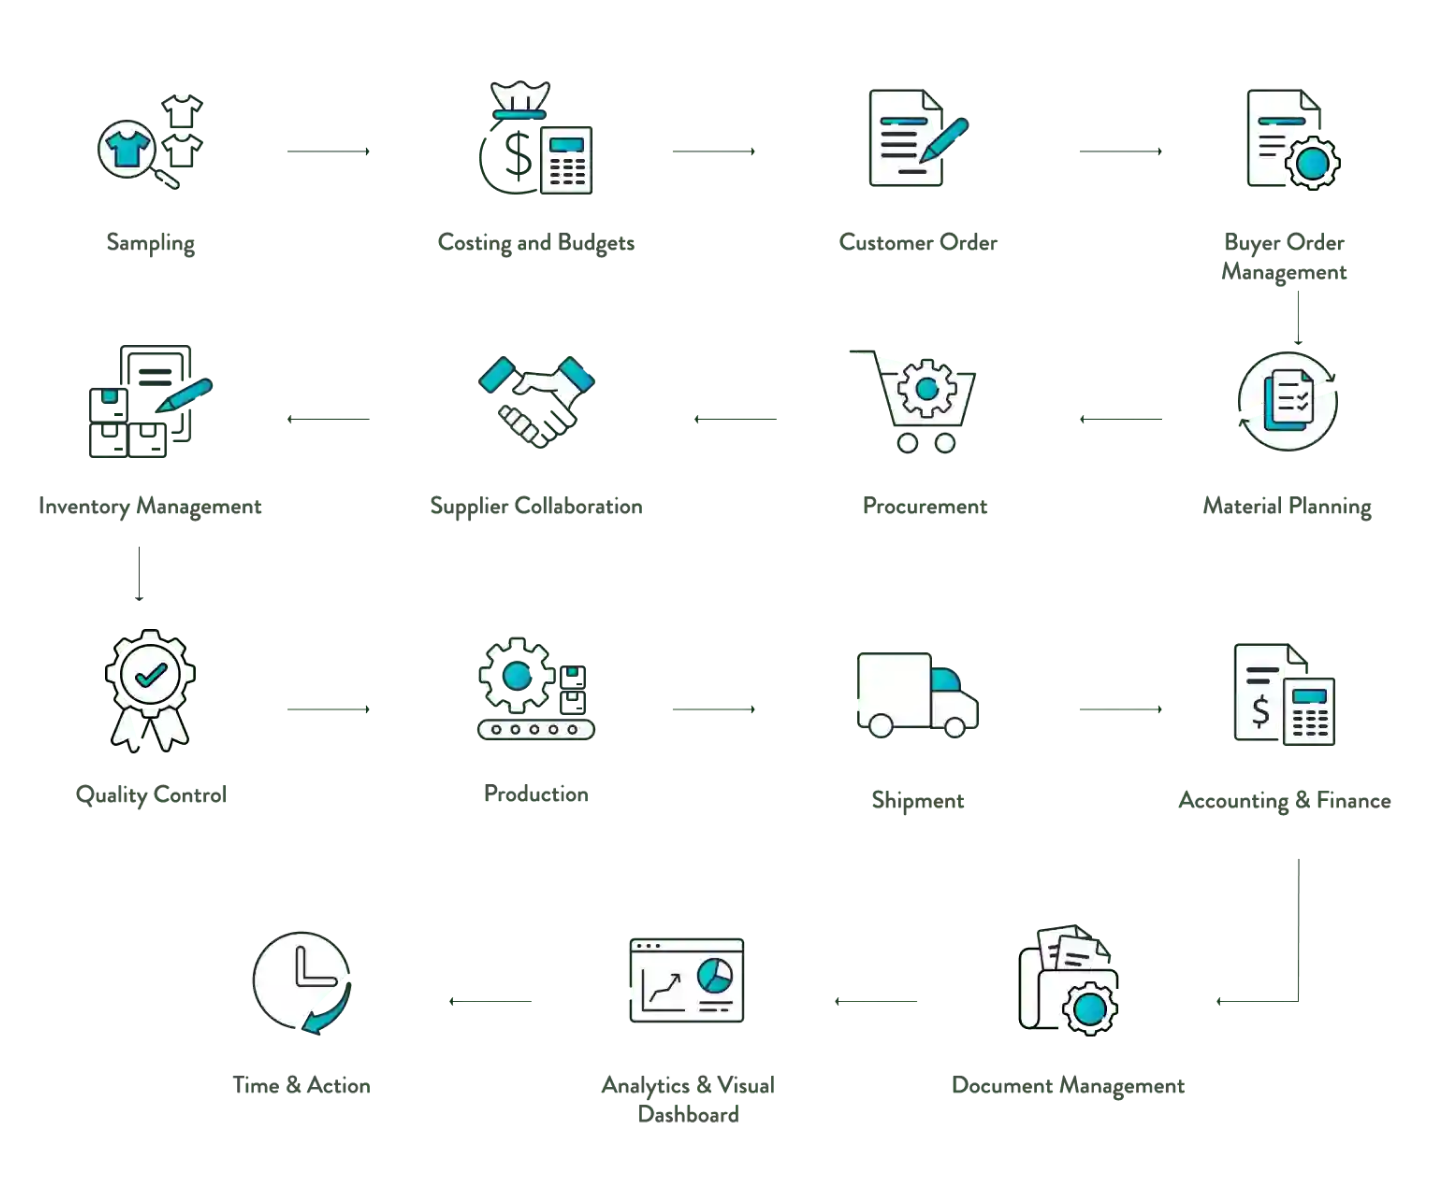 Sampling
Costing and Budgets
Customer Order
Buyer Order
Management
Inventory Management
Supplier Collaboration
Procurement
Material Planning
Quality Control
Production
Shipment
Accounting & Finance
Time & Action
Analytics & Visual
Dashboard
Document Management